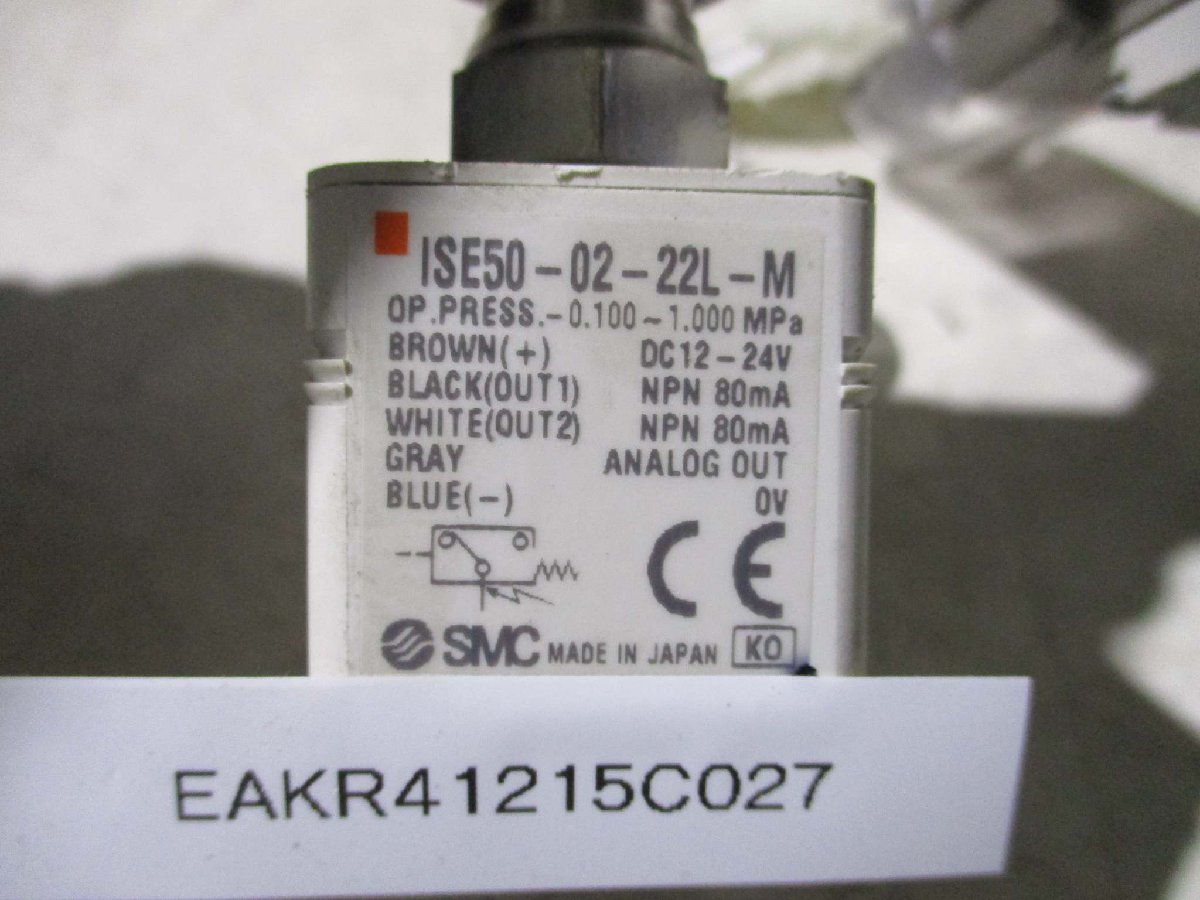 ISE50-02-22L-M
OP.PRESS.-0.100~1.000 MPa
BROWN(+) DC12-24V
BLACK(OUT1) NPN 80mA
WHITE(OUT2) NPN 80mA
GRAY ANALOG OUT
BLUE(-) 0V
CE
SMC MADE IN JAPAN KO
EAKR41215C027